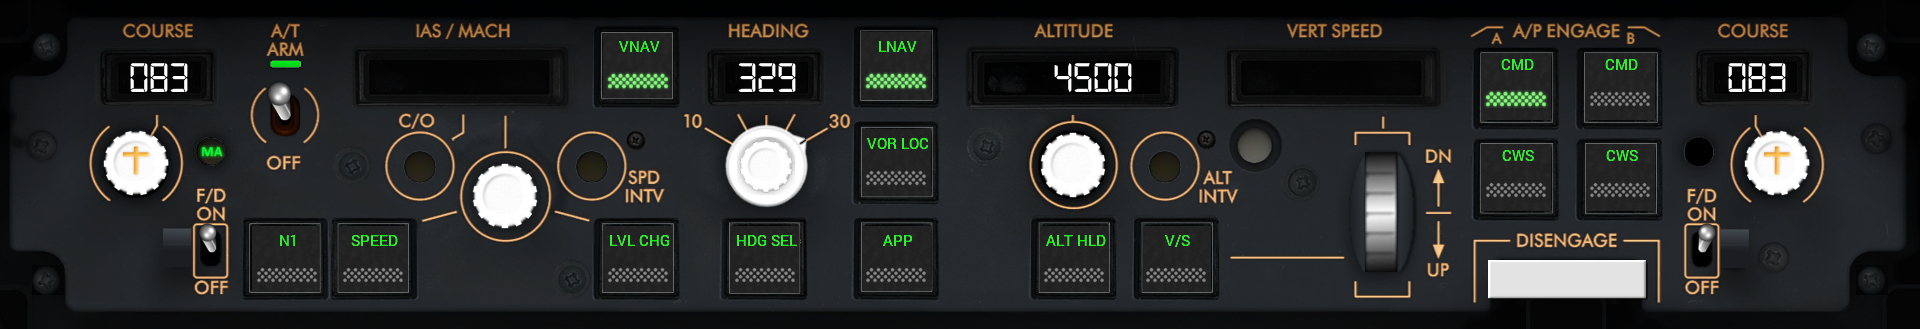 COURSE
083
MA
A/T
ARM
OFF
F/D
ON
OFF
IAS / MACH
C/O
SPD
INTV
N1
SPEED
VNAV
LVL CHG
HEADING
329
10
30
HDG SEL
LNAV
VOR LOC
APP
ALTITUDE
4500
ALT
INTV
ALT HLD
V/S
VERT SPEED
DN
UP
A/P ENGAGE
A
B
CMD
CMD
CWS
CWS
DISENGAGE
COURSE
083
F/D
ON
OFF